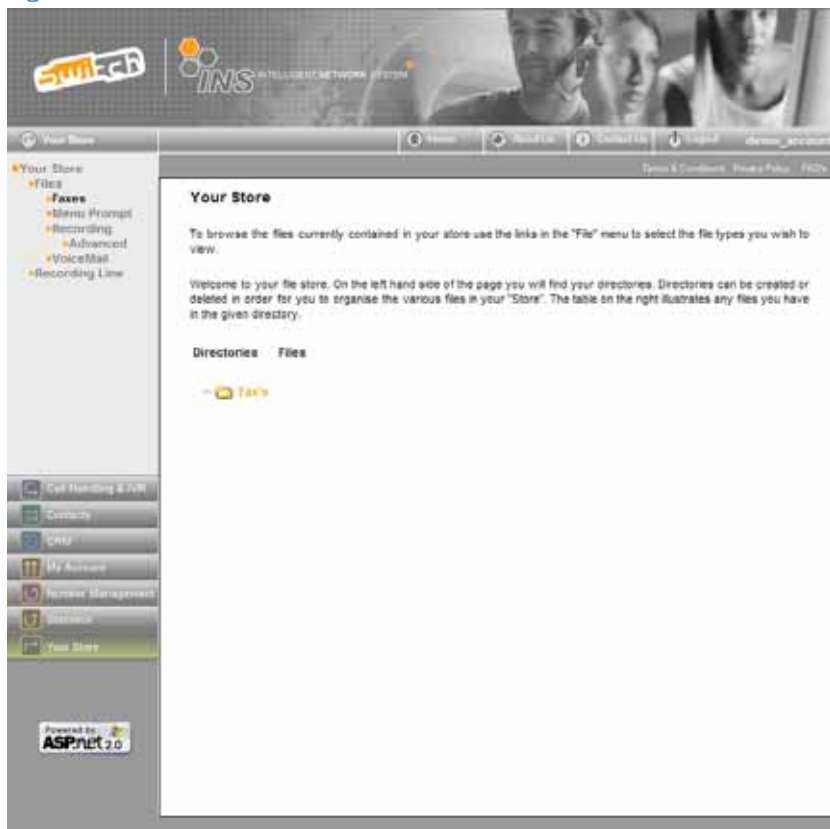 switch
INS INTELLIGENT NETWORK SYSTEM
Your Store
Home
About Us
Contact Us
Logout
demo_account
Terms & Conditions Privacy Policy FAQ's
Your Store
Files
Faxes
Menu Prompt
Recording
Advanced
VoiceMail
Recording Line
Your Store
To browse the files currently contained in your store use the links in the "File" menu to select the file types you wish to
view.
Welcome to your file store. On the left hand side of the page you will find your directories. Directories can be created or
deleted in order for you to organise the various files in your "Store". The table on the right illustrates any files you have
in the given directory.
Directories Files
Fax's
Call Handling & IVR
Contacts
CRM
My Account
Number Management
Statistics
Your Store
Powered by
ASP.net 2.0